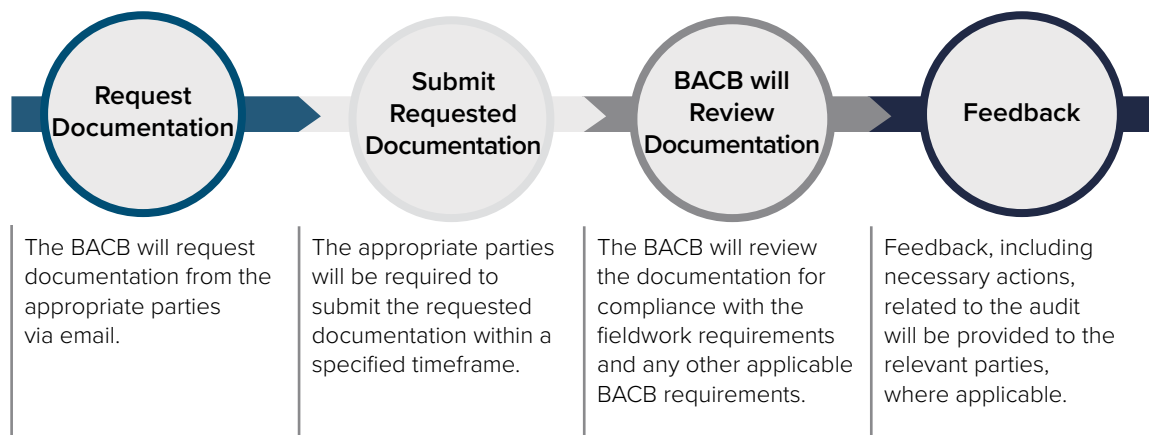 Request
Documentation
The BACB will request
documentation from the
appropriate parties
via email.
Submit
Requested
Documentation
The appropriate parties
will be required to
submit the requested
documentation within a
specified timeframe.
BACB will
Review
Documentation
The BACB will review
the documentation for
compliance with the
fieldwork requirements
and any other applicable
BACB requirements.
Feedback
Feedback, including
necessary actions,
related to the audit
will be provided to the
relevant parties,
where applicable.